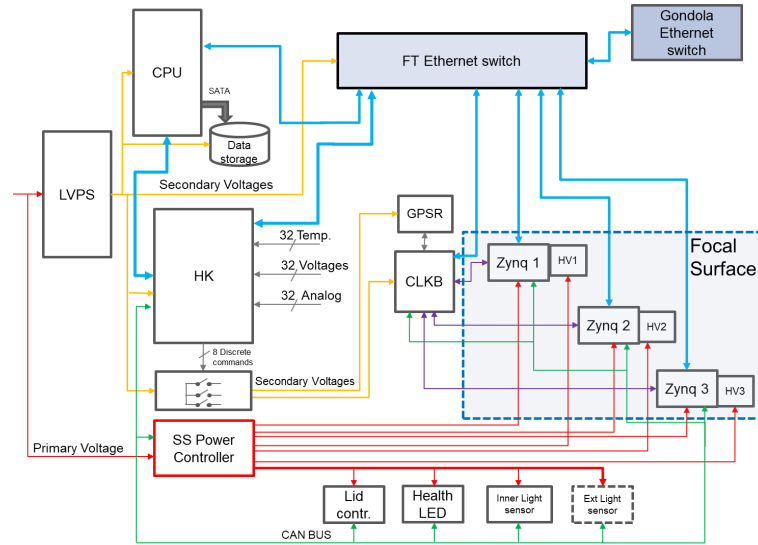 Gondola
Ethernet
switch
FT Ethernet switch
CPU
SATA
Data
storage
LVPS
Secondary Voltages
GPSR
HK
32 Temp.
32 Voltages
32 Analog
CLKB
Focal
Surface
Zynq 1
HV1
Zynq 2
HV2
Zynq 3
HV3
8 Discrete
commands
Secondary Voltages
Primary Voltage
SS Power
Controller
Lid
contr.
Health
LED
Inner Light
sensor
Ext Light
sensor
CAN BUS